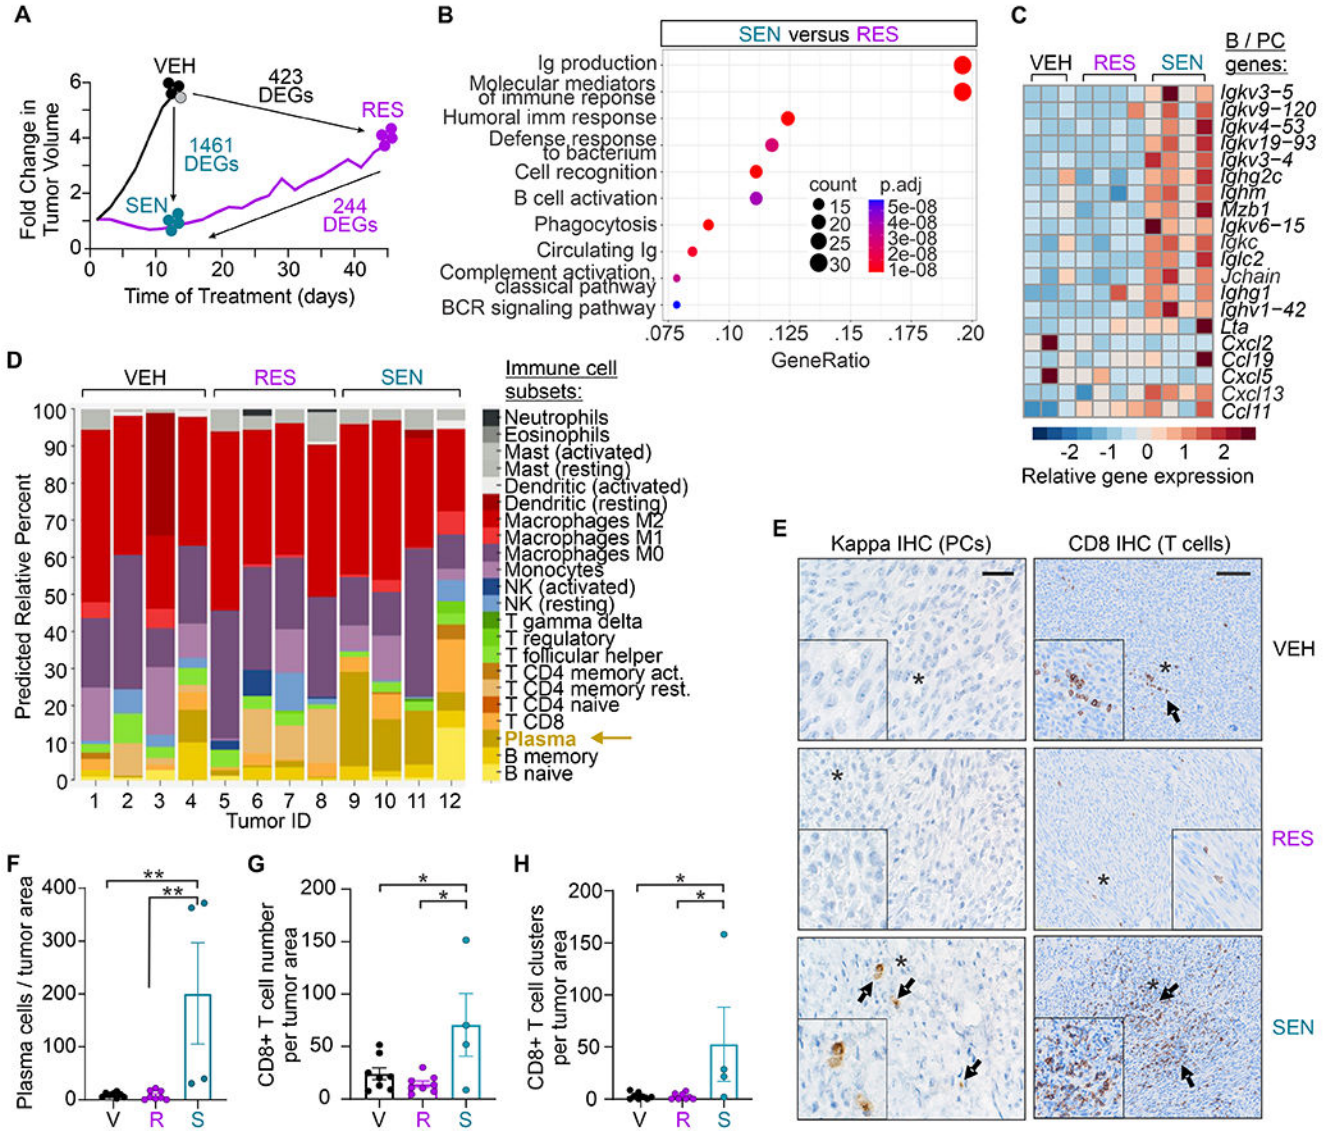 A
VEH
423
DEGs
RES
1461
DEGs
SEN
244
DEGs
Fold Change in
Tumor Volume
6
4
2
0
0
10
20
30
40
Time of Treatment (days)
B
SEN versus RES
Ig production
Molecular mediators
of immune reponse
Humoral imm response
Defense response
to bacterium
Cell recognition
B cell activation
Phagocytosis
Circulating Ig
Complement activation,
classical pathway
BCR signaling pathway
count
15
20
25
30
p.adj
5e-08
4e-08
3e-08
2e-08
1e-08
.075
.10
.125
.15
.175
.20
GeneRatio
C
VEH
RES
SEN
B / PC
genes:
Igkv3-5
Igkv9-120
Igkv4-53
Igkv19-93
Igkv3-4
Ighg2c
Ighm
Mzb1
Igkv6-15
Igkc
Iglc2
Jchain
Ighg1
Ighv1-42
Lta
Cxcl2
Ccl19
Cxcl5
Cxcl13
Ccl11
-2
-1
0
1
2
Relative gene expression
D
VEH
RES
SEN
Immune cell
subsets:
Predicted Relative Percent
100
90
80
70
60
50
40
30
20
10
0
Neutrophils
Eosinophils
Mast (activated)
Mast (resting)
Dendritic (activated)
Dendritic (resting)
Macrophages M2
Macrophages M1
Macrophages M0
Monocytes
NK (activated)
NK (resting)
T gamma delta
T regulatory
T follicular helper
T CD4 memory act.
T CD4 memory rest.
T CD4 naive
T CD8
Plasma
B memory
B naive
1 2 3 4 5 6 7 8 9 10 11 12
Tumor ID
E
Kappa IHC (PCs)
CD8 IHC (T cells)
*
*
VEH
*
*
RES
*
*
SEN
F
Plasma cells / tumor area
400
300
200
100
0
**
**
V
R
S
G
CD8+ T cell number
per tumor area
200
150
100
50
0
*
*
V
R
S
H
CD8+ T cell clusters
per tumor area
200
150
100
50
0
*
*
V
R
S